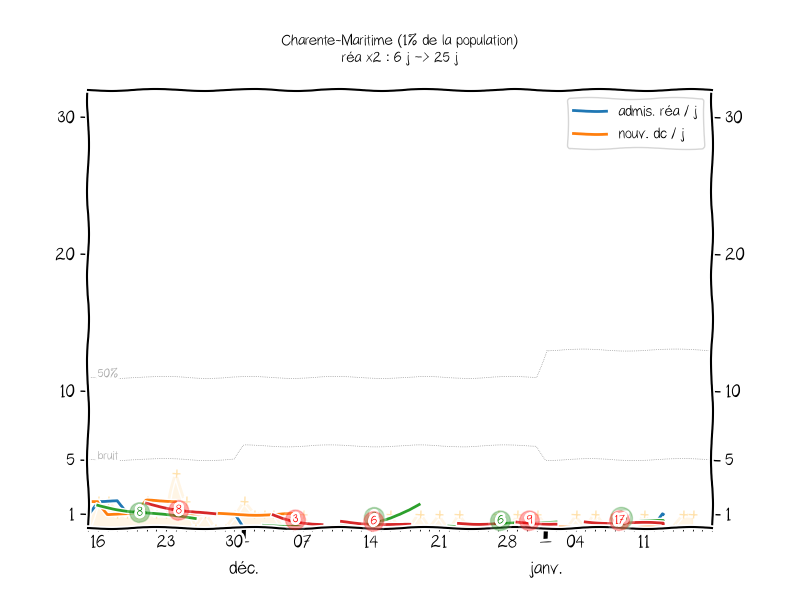 Charente-Maritime (1% de la population)
réa x2 : 6 j -> 25 j
admis. réa / j
nouv. dc / j
30 30
20 20
50%
10 10
bruit
5 5
1 1
8 8 3 6 6 9 17
16 23 30 07 14 21 28 04 11
déc. janv.